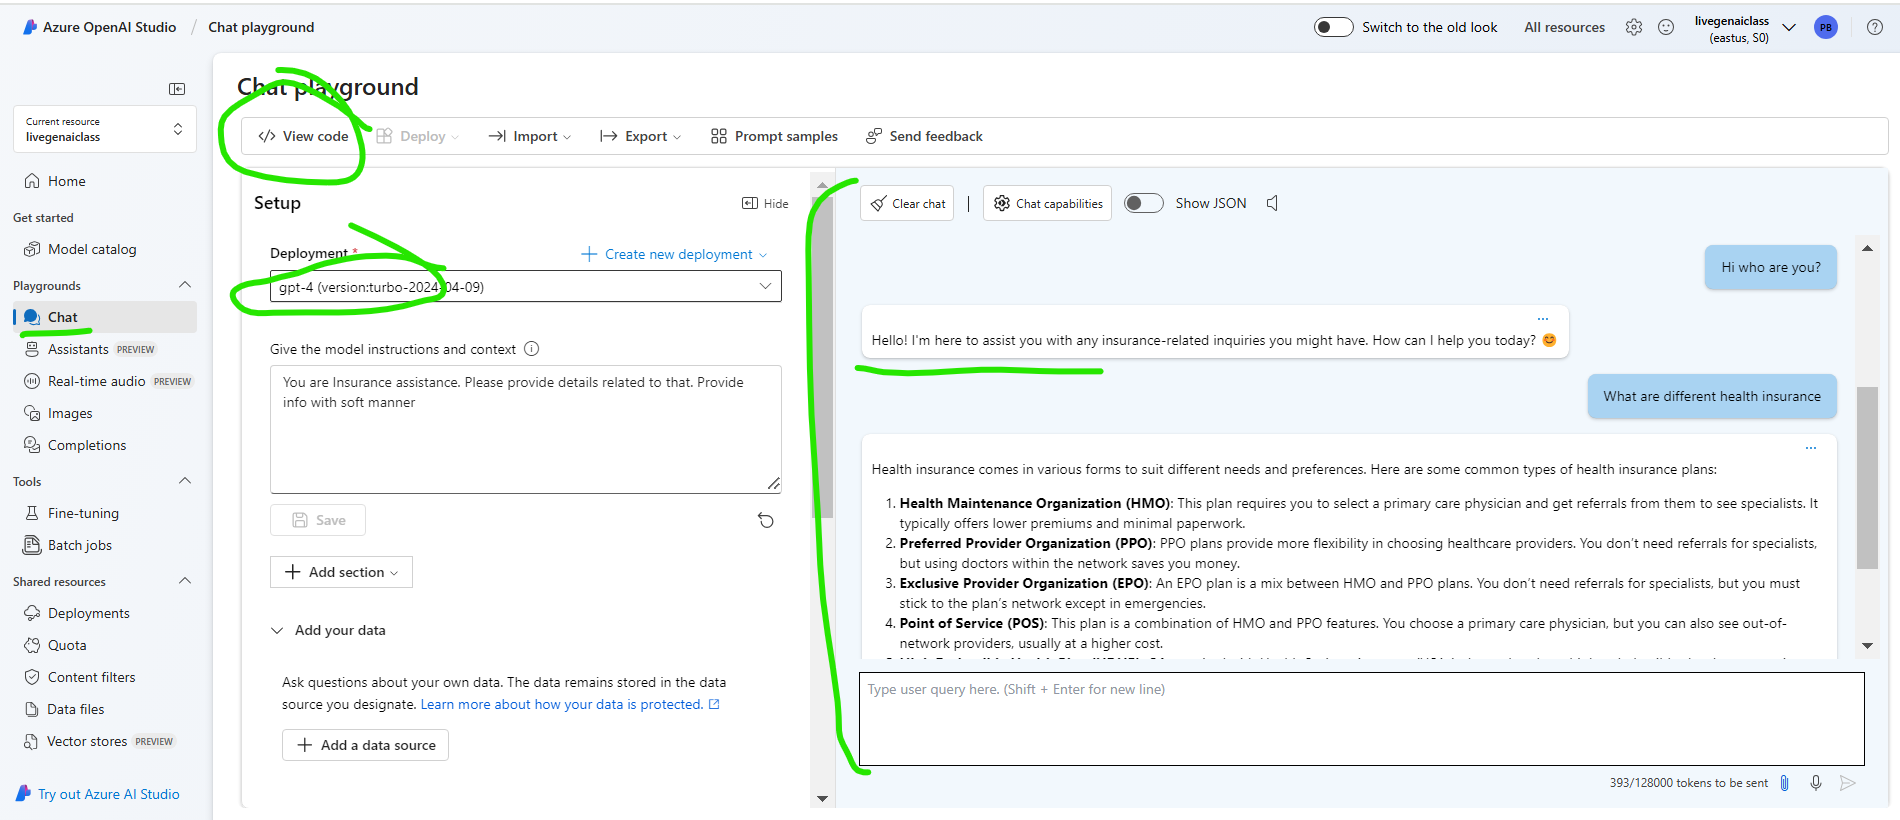 Azure OpenAI Studio / Chat playground
Switch to the old look
All resources
livegenaiclass
(eastus, S0)
PB
Current resource
livegenaiclass
Home
Get started
Model catalog
Playgrounds
Chat
Assistants PREVIEW
Real-time audio PREVIEW
Images
Completions
Tools
Fine-tuning
Batch jobs
Shared resources
Deployments
Quota
Content filters
Data files
Vector stores PREVIEW
Try out Azure AI Studio
Chat playground
</> View code
Deploy
Import
Export
Prompt samples
Send feedback
Setup
Hide
Deployment *
Create new deployment
gpt-4 (version:turbo-2024-04-09)
Give the model instructions and context
You are Insurance assistance. Please provide details related to that. Provide
info with soft manner
Save
Add section
Add your data
Ask questions about your own data. The data remains stored in the data
source you designate. Learn more about how your data is protected.
Add a data source
Clear chat
Chat capabilities
Show JSON
Hi who are you?
Hello! I'm here to assist you with any insurance-related inquiries you might have. How can I help you today? 😊
What are different health insurance
Health insurance comes in various forms to suit different needs and preferences. Here are some common types of health insurance plans:
1. Health Maintenance Organization (HMO): This plan requires you to select a primary care physician and get referrals from them to see specialists. It
typically offers lower premiums and minimal paperwork.
2. Preferred Provider Organization (PPO): PPO plans provide more flexibility in choosing healthcare providers. You don't need referrals for specialists,
but using doctors within the network saves you money.
3. Exclusive Provider Organization (EPO): An EPO plan is a mix between HMO and PPO plans. You don't need referrals for specialists, but you must
stick to the plan's network except in emergencies.
4. Point of Service (POS): This plan is a combination of HMO and PPO features. You choose a primary care physician, but you can also see out-of-
network providers, usually at a higher cost.
Type user query here. (Shift + Enter for new line)
393/128000 tokens to be sent